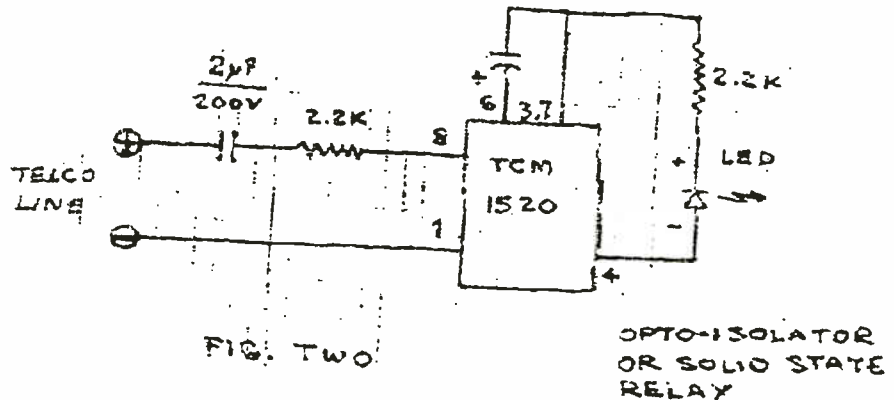 2µF
200V
2.2K
TELCO
LINE
8
1
+
6
3,7
TCM
1520
4
2.2K
+
LED
-
FIG. TWO
OPTO-ISOLATOR
OR SOLID STATE
RELAY